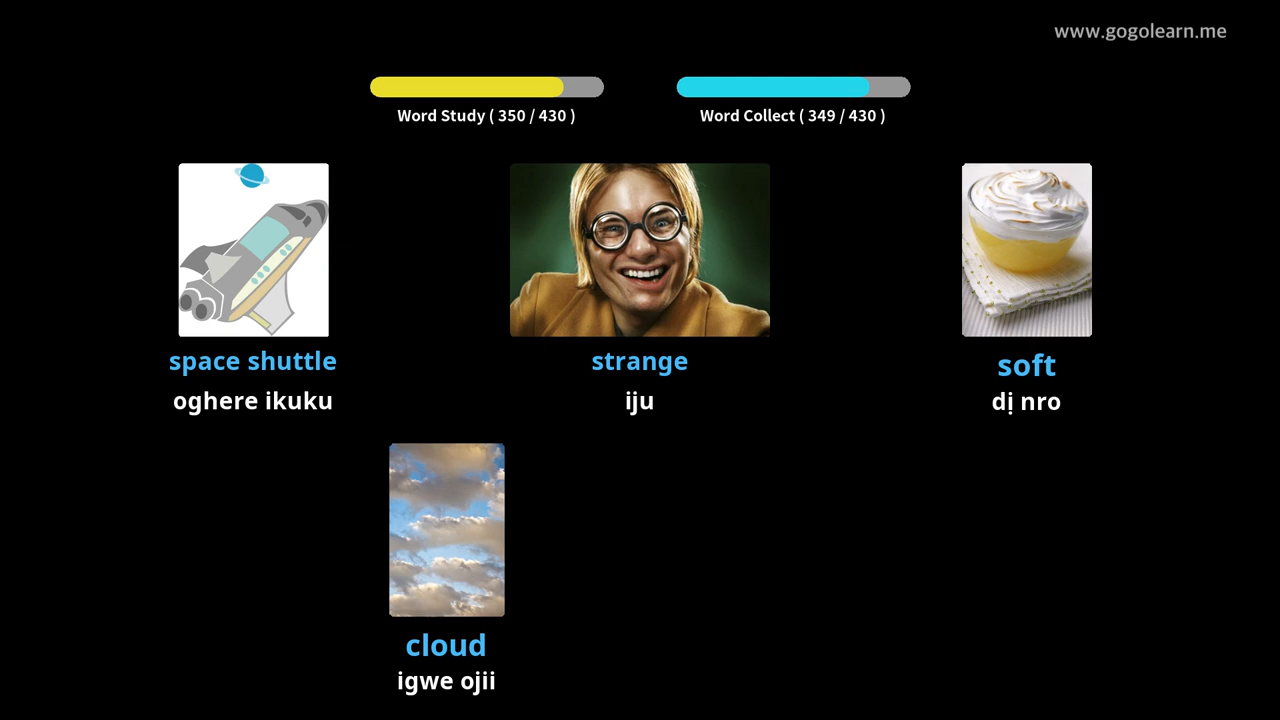 www.gogolearn.me
Word Study ( 350 / 430 )
Word Collect ( 349 / 430 )
space shuttle
oghere ikuku
strange
iju
soft
dị nro
cloud
igwe ojii